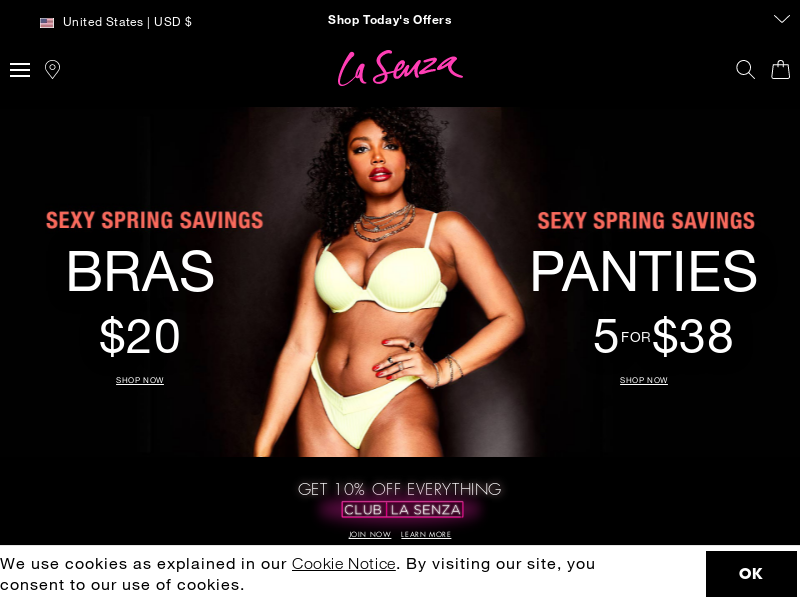 United States | USD $
Shop Today's Offers
La Senza
SEXY SPRING SAVINGS
BRAS
$20
SHOP NOW
SEXY SPRING SAVINGS
PANTIES
5 FOR $38
SHOP NOW
GET 10% OFF EVERYTHING
CLUB LA SENZA
JOIN NOW LEARN MORE
We use cookies as explained in our Cookie Notice. By visiting our site, you
consent to our use of cookies.
OK